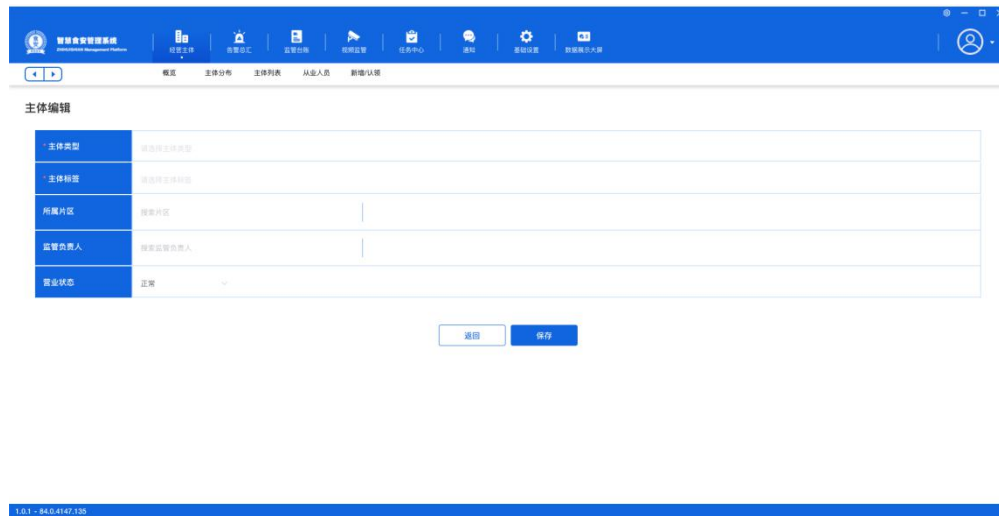 智慧食安管理系统
经营主体
告警总汇
监管台账
视频监管
任务中心
通知
基础设置
数据展示大屏
概览
主体分布
主体列表
从业人员
新增/认领
主体编辑
* 主体类型
请选择主体类型
* 主体标签
请选择主体标签
所属片区
搜索片区
监管负责人
搜索监管负责人
营业状态
正常
返回
保存
1.0.1 - 84.0.4147.135